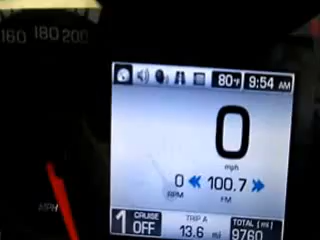 160 180 200
80°F 9:54 AM
0
mph
0 100.7
RPM FM
MPH
1 CRUISE OFF TRIP A 13.6 mi TOTAL (mi) 9760